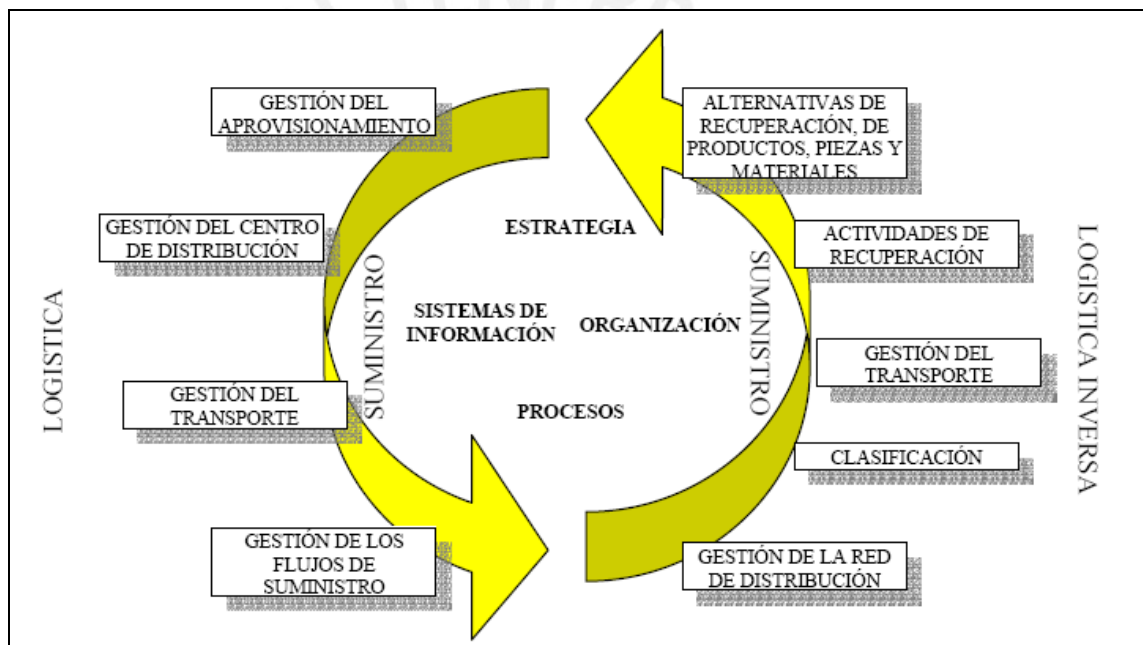 GESTIÓN DEL
APROVISIONAMIENTO
GESTIÓN DEL CENTRO
DE DISTRIBUCIÓN
LOGISTICA
SUMINISTRO
GESTIÓN DEL
TRANSPORTE
GESTIÓN DE LOS
FLUJOS DE
SUMINISTRO
ESTRATEGIA
SISTEMAS DE
INFORMACIÓN
ORGANIZACIÓN
PROCESOS
SUMINISTRO
ALTERNATIVAS DE
RECUPERACIÓN, DE
PRODUCTOS, PIEZAS Y
MATERIALES
ACTIVIDADES DE
RECUPERACIÓN
GESTIÓN DEL
TRANSPORTE
CLASIFICACIÓN
GESTIÓN DE LA RED
DE DISTRIBUCIÓN
LOGISTICA INVERSA